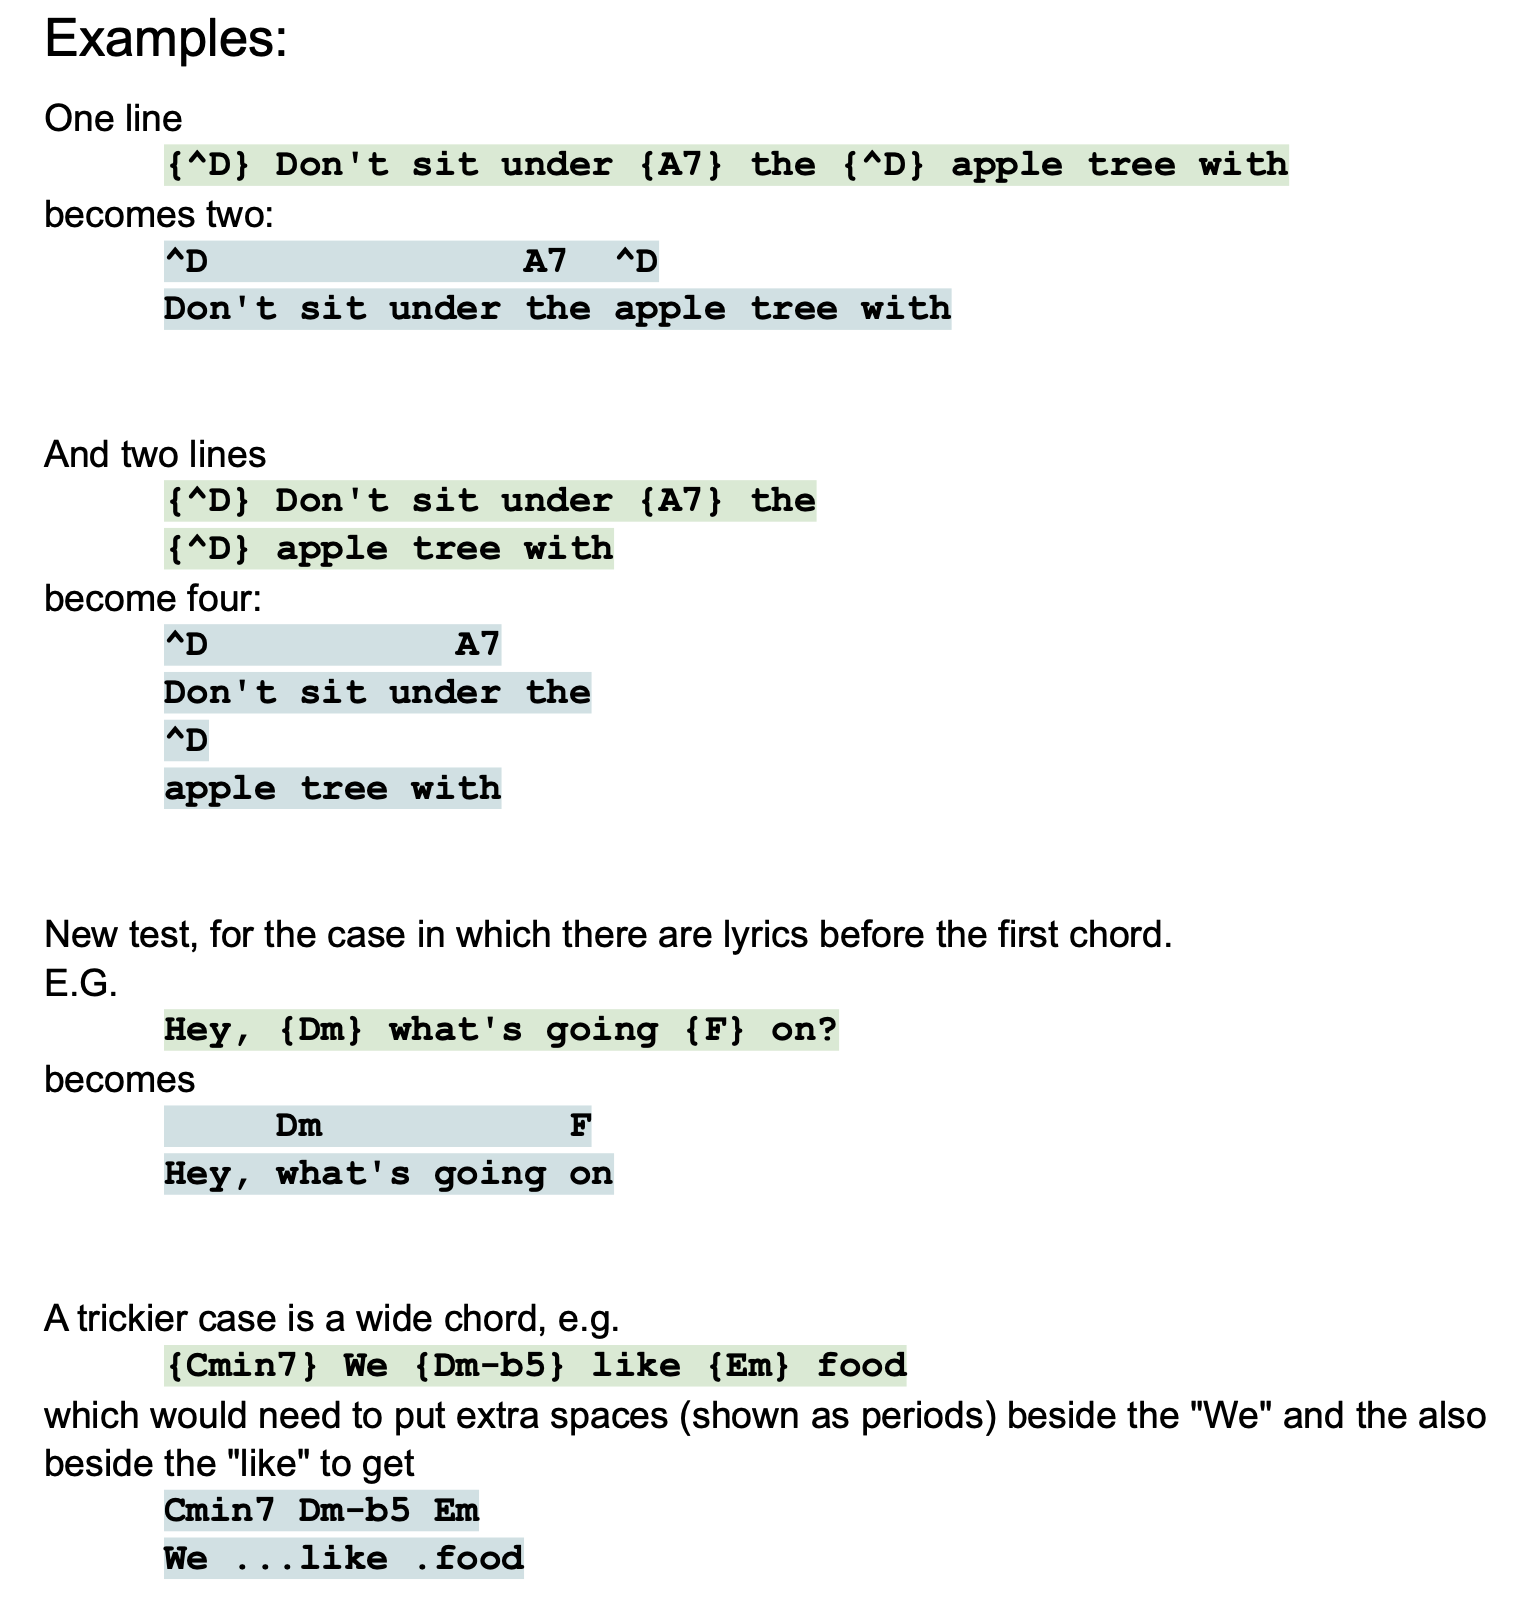 Examples:
One line
{^D} Don't sit under {A7} the {^D} apple tree with
becomes two:
^D              A7  ^D
Don't sit under the apple tree with
And two lines
{^D} Don't sit under {A7} the
{^D} apple tree with
become four:
^D           A7
Don't sit under the
^D
apple tree with
New test, for the case in which there are lyrics before the first chord.
E.G.
Hey, {Dm} what's going {F} on?
becomes
     Dm           F
Hey, what's going on
A trickier case is a wide chord, e.g.
{Cmin7} We {Dm-b5} like {Em} food
which would need to put extra spaces (shown as periods) beside the "We" and the also
beside the "like" to get
Cmin7 Dm-b5 Em
We ...like .food